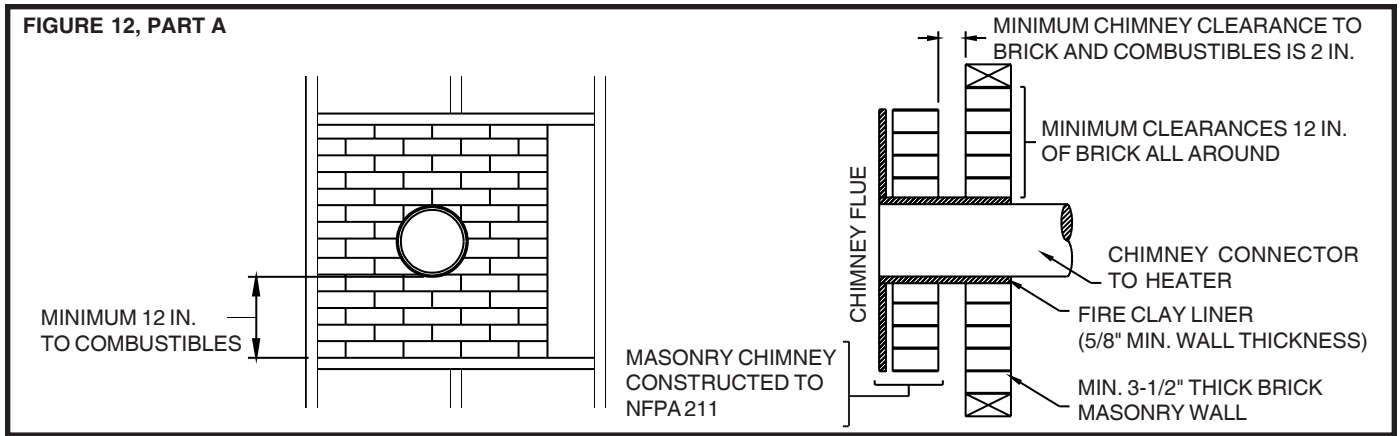 FIGURE 12, PART A
MINIMUM 12 IN.
TO COMBUSTIBLES
MINIMUM CHIMNEY CLEARANCE TO
BRICK AND COMBUSTIBLES IS 2 IN.
MINIMUM CLEARANCES 12 IN.
OF BRICK ALL AROUND
CHIMNEY FLUE
CHIMNEY CONNECTOR
TO HEATER
FIRE CLAY LINER
(5/8" MIN. WALL THICKNESS)
MASONRY CHIMNEY
CONSTRUCTED TO
NFPA 211
MIN. 3-1/2" THICK BRICK
MASONRY WALL